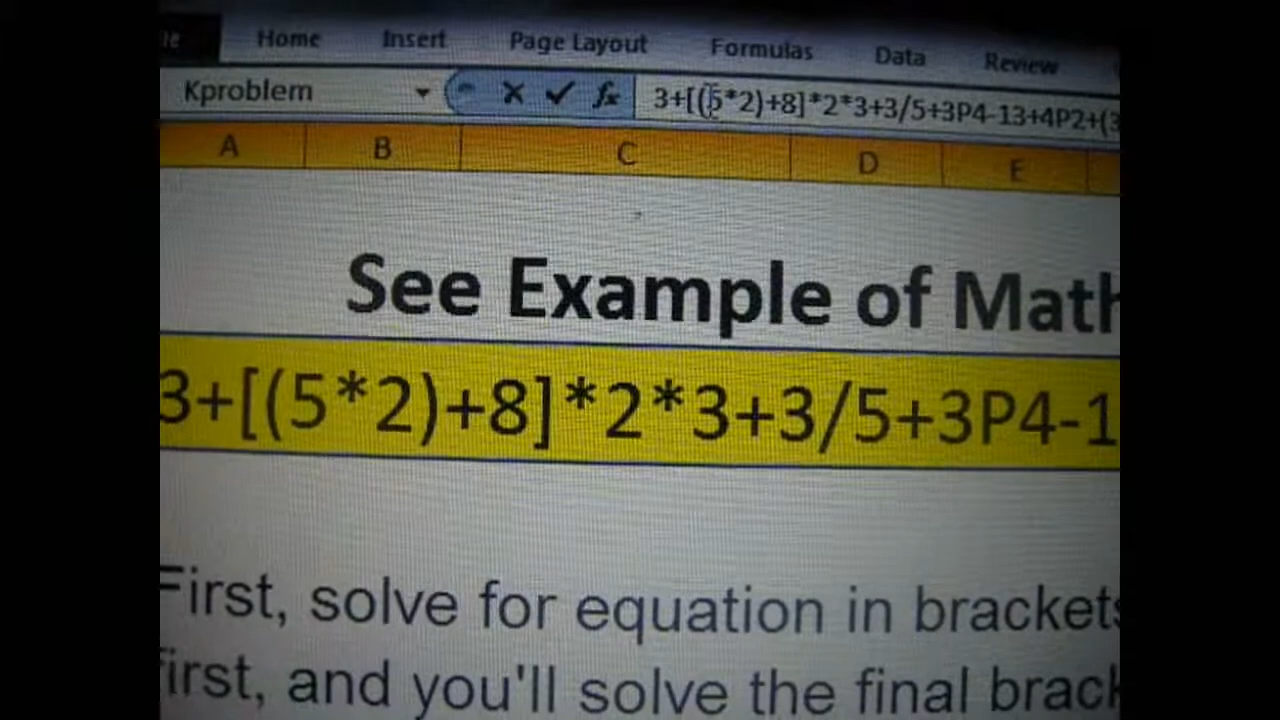 Home Insert Page Layout Formulas Data Review
Kproblem fx 3+[(5*2)+8]*2*3+3/5+3P4-13+4P2+(3
A B C D E
See Example of Math
3+[(5*2)+8]*2*3+3/5+3P4-1
First, solve for equation in brackets
first, and you'll solve the final brack